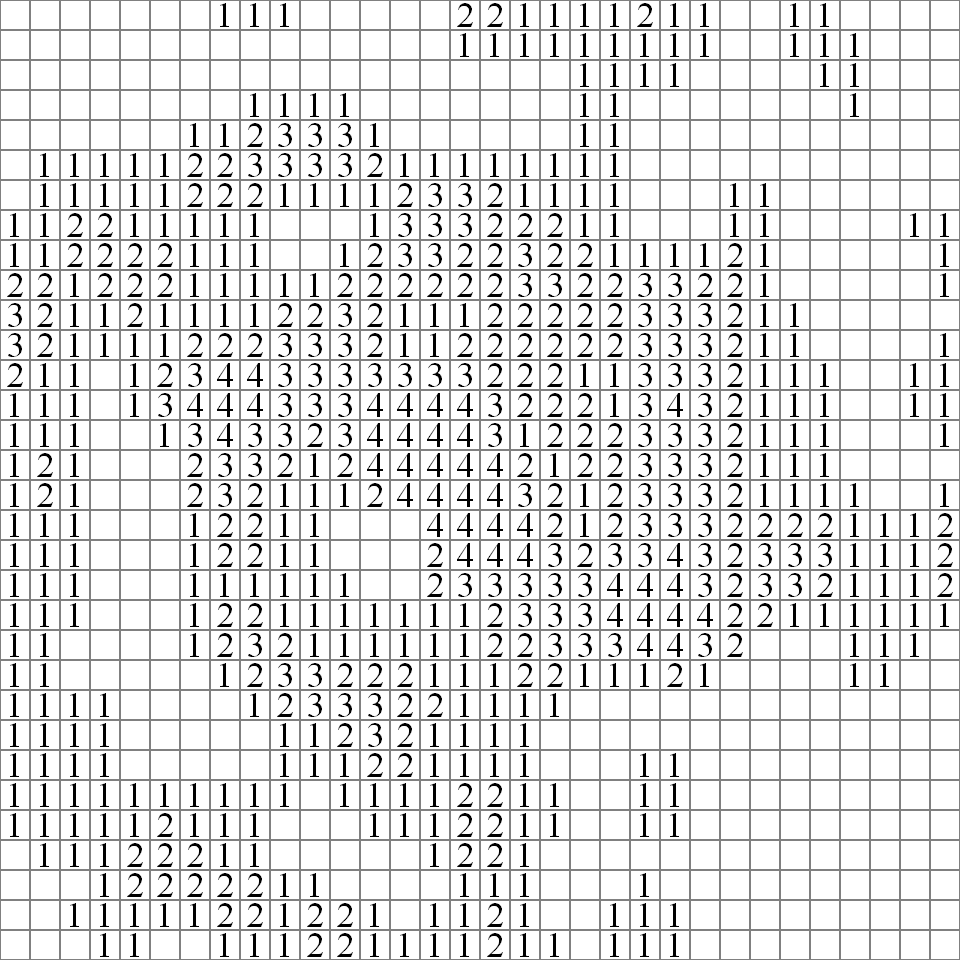 1 1 1 2 2 1 1 1 1 2 1 1 1 1
1 1 1 1 1 1 1 1 1 1 1 1
1 1 1 1 1 1
1 1 1 1 1 1 1
1 1 2 3 3 3 1 1 1
1 1 1 1 1 2 2 3 3 3 3 2 1 1 1 1 1 1 1 1
1 1 1 1 1 2 2 2 1 1 1 1 2 3 3 2 1 1 1 1 1 1
1 1 2 2 1 1 1 1 1 1 3 3 3 2 2 2 1 1 1 1 1 1
1 1 2 2 2 2 1 1 1 1 2 3 3 2 2 3 2 2 1 1 1 1 2 1 1
2 2 1 2 2 2 1 1 1 1 1 2 2 2 2 2 2 3 3 2 2 3 3 2 2 1 1
3 2 1 1 2 1 1 1 1 2 2 3 2 1 1 1 2 2 2 2 2 3 3 3 2 1 1
3 2 1 1 1 1 2 2 2 3 3 3 2 1 1 2 2 2 2 2 2 3 3 3 2 1 1 1
2 1 1 1 2 3 4 4 3 3 3 3 3 3 3 2 2 2 1 1 3 3 3 2 1 1 1 1 1
1 1 1 1 3 4 4 4 3 3 3 4 4 4 4 3 2 2 2 1 3 4 3 2 1 1 1 1 1
1 1 1 1 3 4 3 3 2 3 4 4 4 4 3 1 2 2 2 3 3 3 2 1 1 1 1
1 2 1 2 3 3 2 1 2 4 4 4 4 4 2 1 2 2 3 3 3 2 1 1 1
1 2 1 2 3 2 1 1 1 2 4 4 4 4 3 2 1 2 3 3 3 2 1 1 1 1 1
1 1 1 1 2 2 1 1 4 4 4 4 2 1 2 3 3 3 2 2 2 2 1 1 1 2
1 1 1 1 2 2 1 1 2 4 4 4 3 2 3 3 4 3 2 3 3 3 1 1 1 2
1 1 1 1 1 1 1 1 1 2 3 3 3 3 3 4 4 4 3 2 3 3 2 1 1 1 2
1 1 1 1 2 2 1 1 1 1 1 1 1 2 3 3 3 4 4 4 4 2 2 1 1 1 1 1 1
1 1 1 2 3 2 1 1 1 1 1 1 2 2 3 3 3 4 4 3 2 1 1 1
1 1 1 2 3 3 2 2 2 1 1 1 2 2 1 1 1 2 1 1 1
1 1 1 1 1 2 3 3 3 2 2 1 1 1 1
1 1 1 1 1 1 2 3 2 1 1 1 1
1 1 1 1 1 1 1 2 2 1 1 1 1 1 1
1 1 1 1 1 1 1 1 1 1 1 1 1 1 2 2 1 1 1 1
1 1 1 1 1 2 1 1 1 1 1 1 2 2 1 1 1 1
1 1 1 2 2 2 1 1 1 2 2 1
1 2 2 2 2 2 1 1 1 1 1 1
1 1 1 1 1 2 2 1 2 2 1 1 1 2 1 1 1 1
1 1 1 1 1 2 2 1 1 1 1 2 1 1 1 1 1